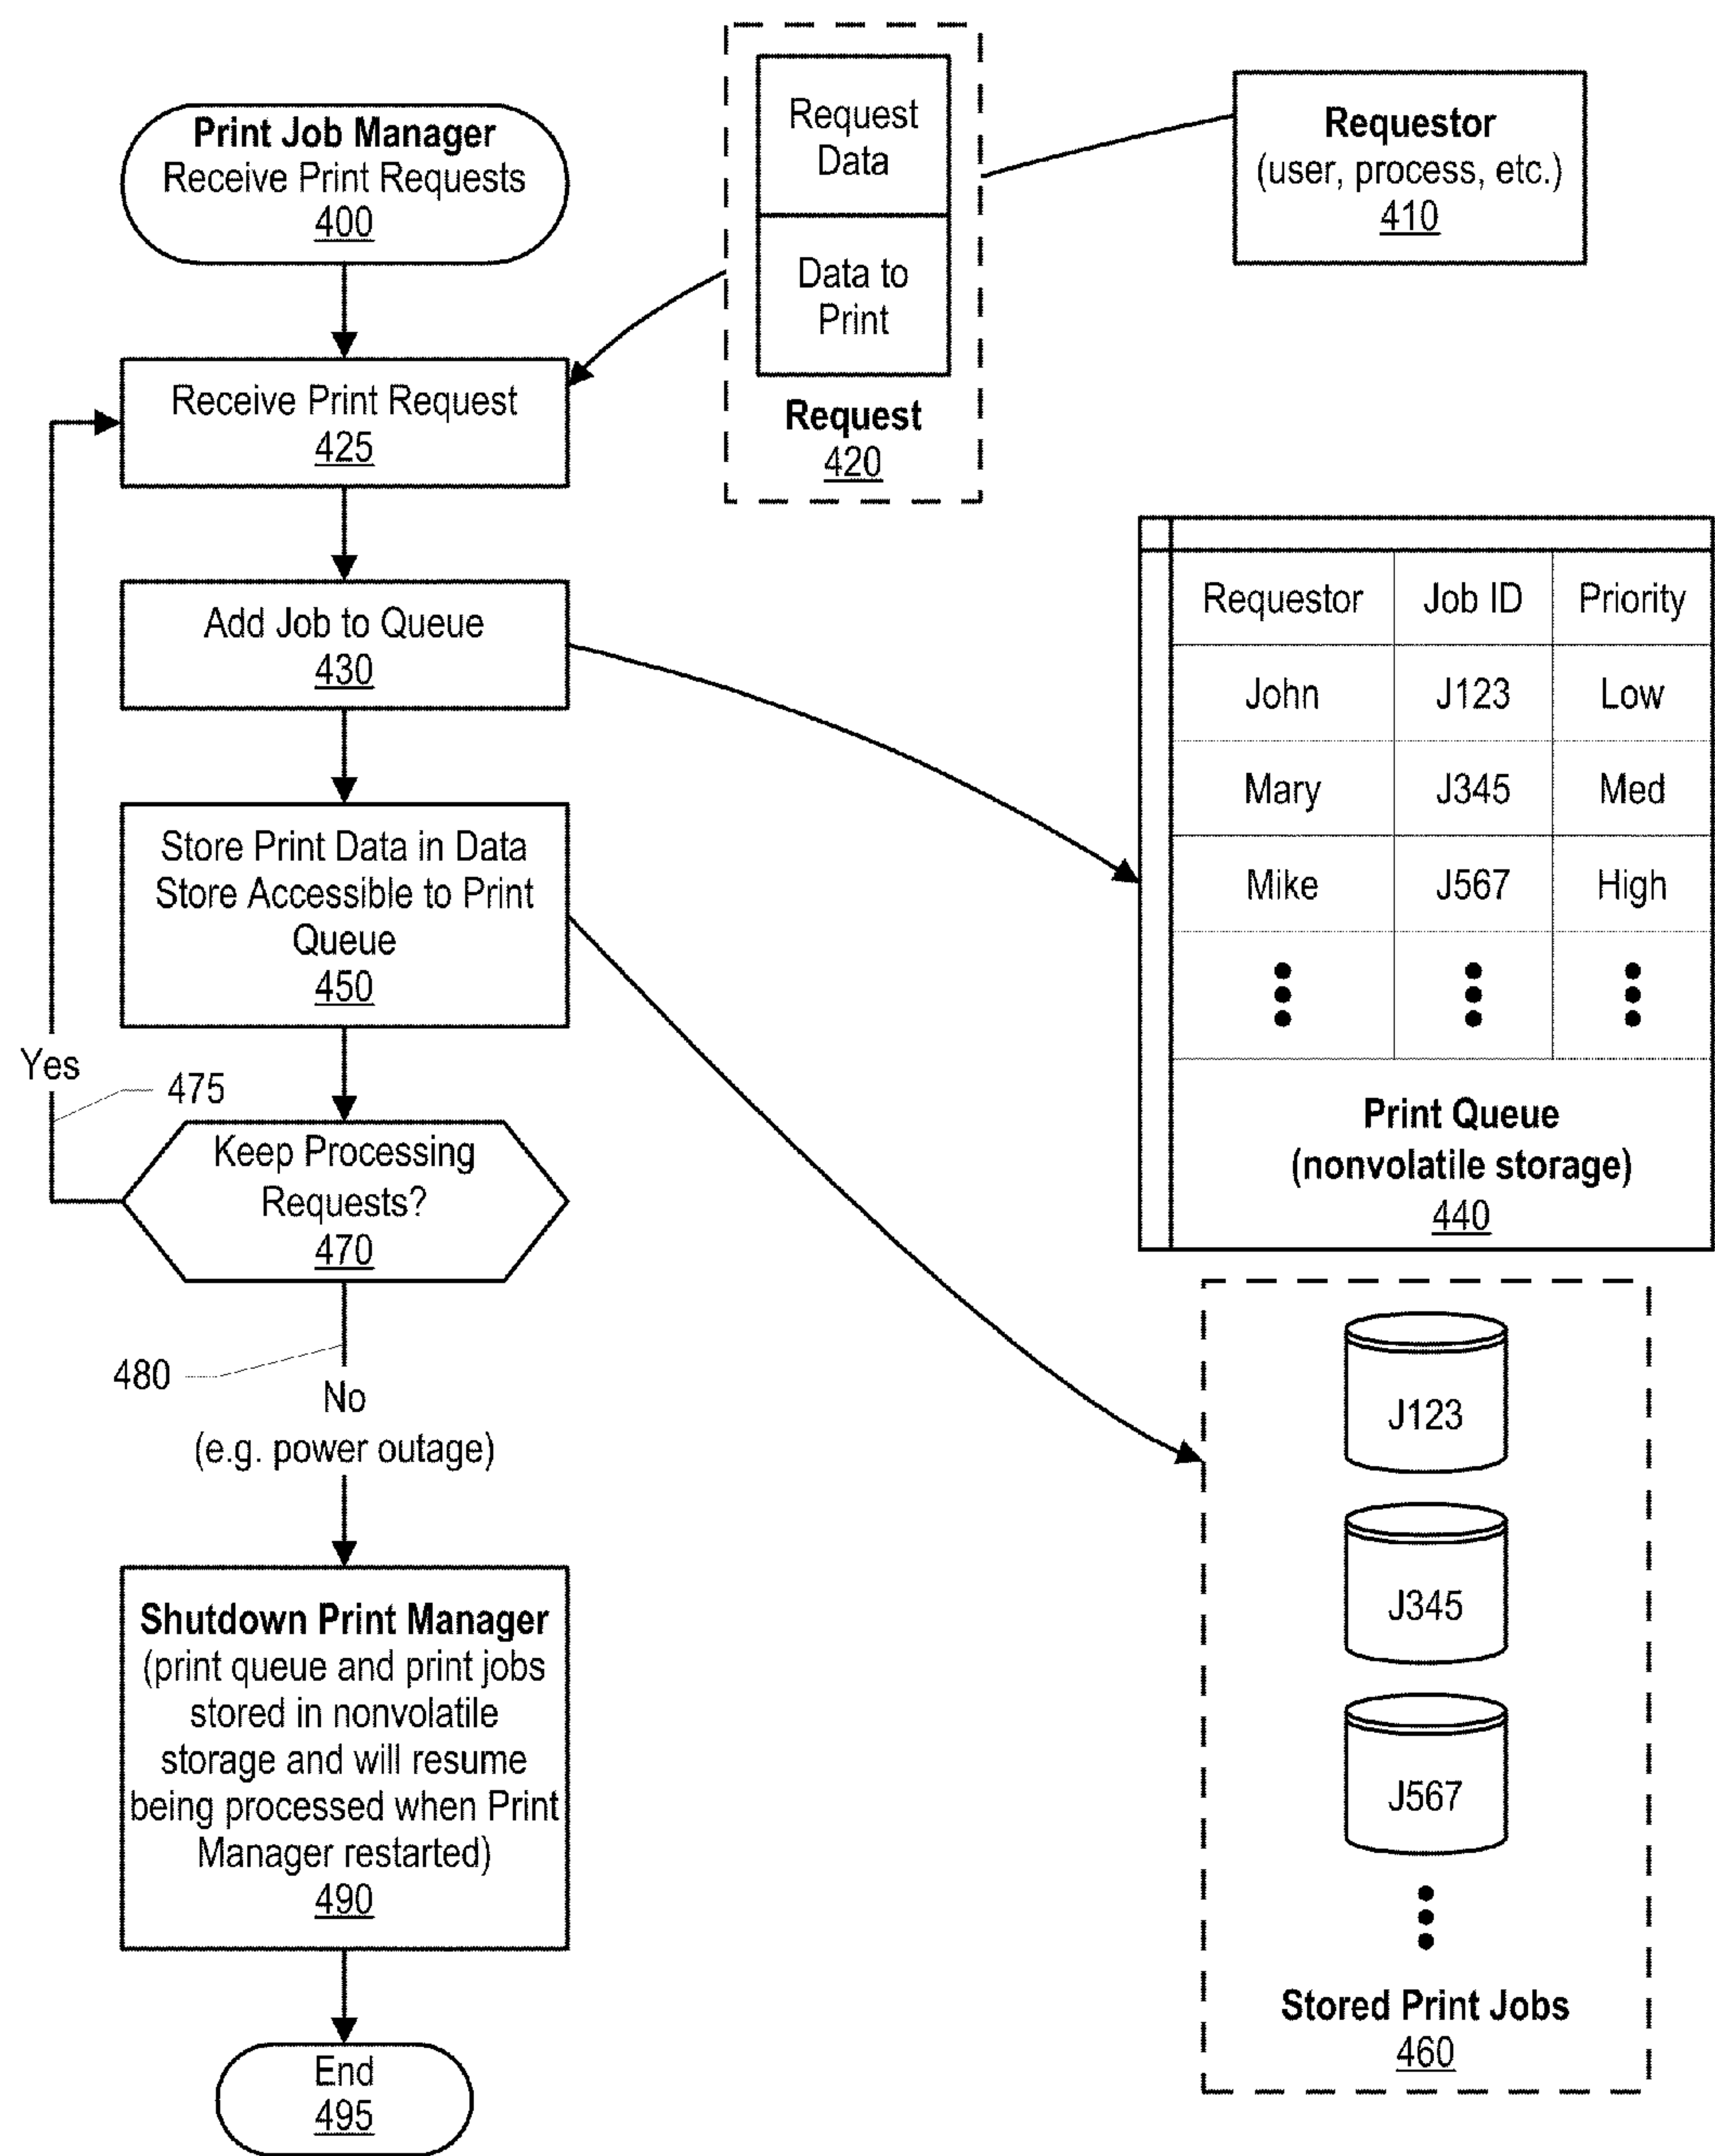 Print Job Manager
Receive Print Requests
400
Request
Data
Data to
Print
Request
420
Requestor
(user, process, etc.)
410
Receive Print Request
425
Add Job to Queue
430
Requestor Job ID Priority
John J123 Low
Mary J345 Med
Mike J567 High
Print Queue
(nonvolatile storage)
440
Store Print Data in Data
Store Accessible to Print
Queue
450
Yes
475
Keep Processing
Requests?
470
480
No
(e.g. power outage)
J123
J345
J567
Stored Print Jobs
460
Shutdown Print Manager
(print queue and print jobs
stored in nonvolatile
storage and will resume
being processed when Print
Manager restarted)
490
End
495